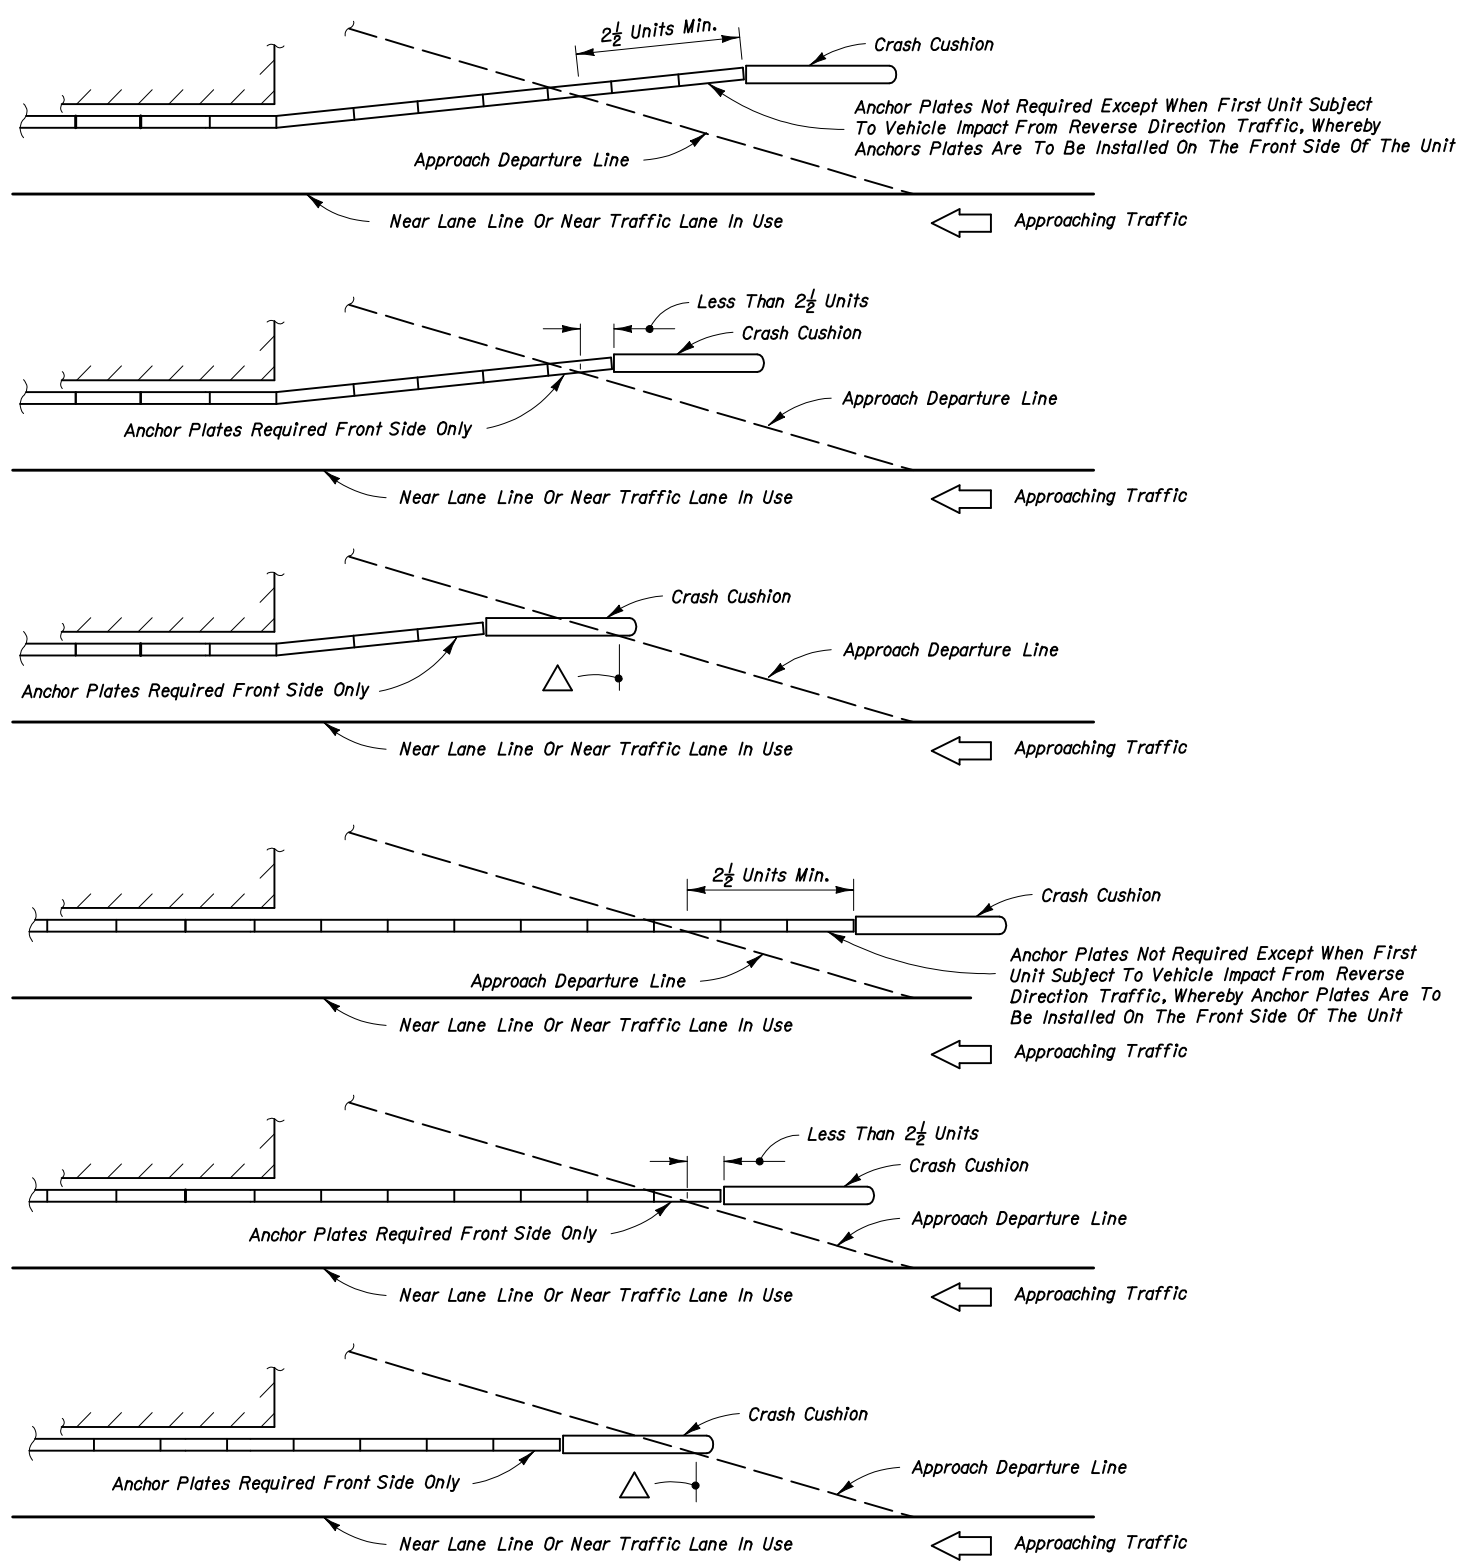 2½ Units Min.
Crash Cushion
Anchor Plates Not Required Except When First Unit Subject
To Vehicle Impact From Reverse Direction Traffic, Whereby
Anchors Plates Are To Be Installed On The Front Side Of The Unit
Approach Departure Line
Near Lane Line Or Near Traffic Lane In Use
Approaching Traffic
Less Than 2½ Units
Crash Cushion
Approach Departure Line
Anchor Plates Required Front Side Only
Near Lane Line Or Near Traffic Lane In Use
Approaching Traffic
Crash Cushion
Approach Departure Line
Anchor Plates Required Front Side Only
Near Lane Line Or Near Traffic Lane In Use
Approaching Traffic
2½ Units Min.
Crash Cushion
Anchor Plates Not Required Except When First
Unit Subject To Vehicle Impact From Reverse
Direction Traffic, Whereby Anchor Plates Are To
Be Installed On The Front Side Of The Unit
Approach Departure Line
Near Lane Line Or Near Traffic Lane In Use
Approaching Traffic
Less Than 2½ Units
Crash Cushion
Approach Departure Line
Anchor Plates Required Front Side Only
Near Lane Line Or Near Traffic Lane In Use
Approaching Traffic
Crash Cushion
Approach Departure Line
Anchor Plates Required Front Side Only
Near Lane Line Or Near Traffic Lane In Use
Approaching Traffic